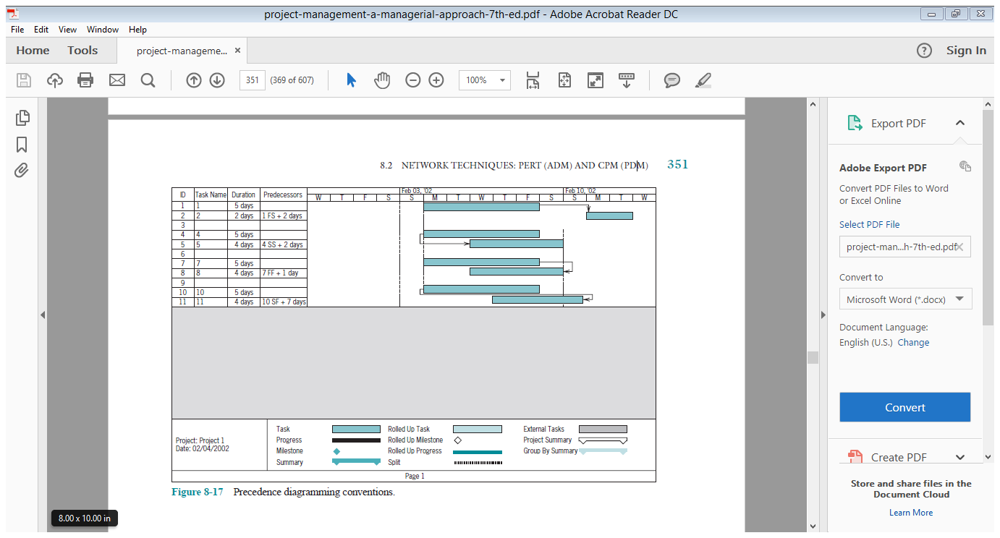 project-management-a-managerial-approach-7th-ed.pdf - Adobe Acrobat Reader DC
File Edit View Window Help
Home Tools project-manageme... × ? Sign In
351 (369 of 607) 100%
Export PDF
8.2 NETWORK TECHNIQUES: PERT (ADM) AND CPM (PDM) 351
Adobe Export PDF
Convert PDF Files to Word
or Excel Online
Select PDF File
project-man...h-7th-ed.pdf
Convert to
Microsoft Word (*.docx)
Document Language:
English (U.S.) Change
Convert
Create PDF
Store and share files in the
Document Cloud
Learn More
Feb 03, '02 Feb 10, '02
ID Task Name Duration Predecessors W T F S S M T W T F S S M T W
1 1 5 days
2 2 2 days 1 FS + 2 days
3
4 4 5 days
5 5 4 days 4 SS + 2 days
6
7 7 5 days
8 8 4 days 7 FF + 1 day
9
10 10 5 days
11 11 4 days 10 SF + 7 days
Project: Project 1
Date: 02/04/2002
Task Rolled Up Task External Tasks
Progress Rolled Up Milestone Project Summary
Milestone Rolled Up Progress Group By Summary
Summary Split
Page 1
Figure 8-17 Precedence diagramming conventions.
8.00 x 10.00 in